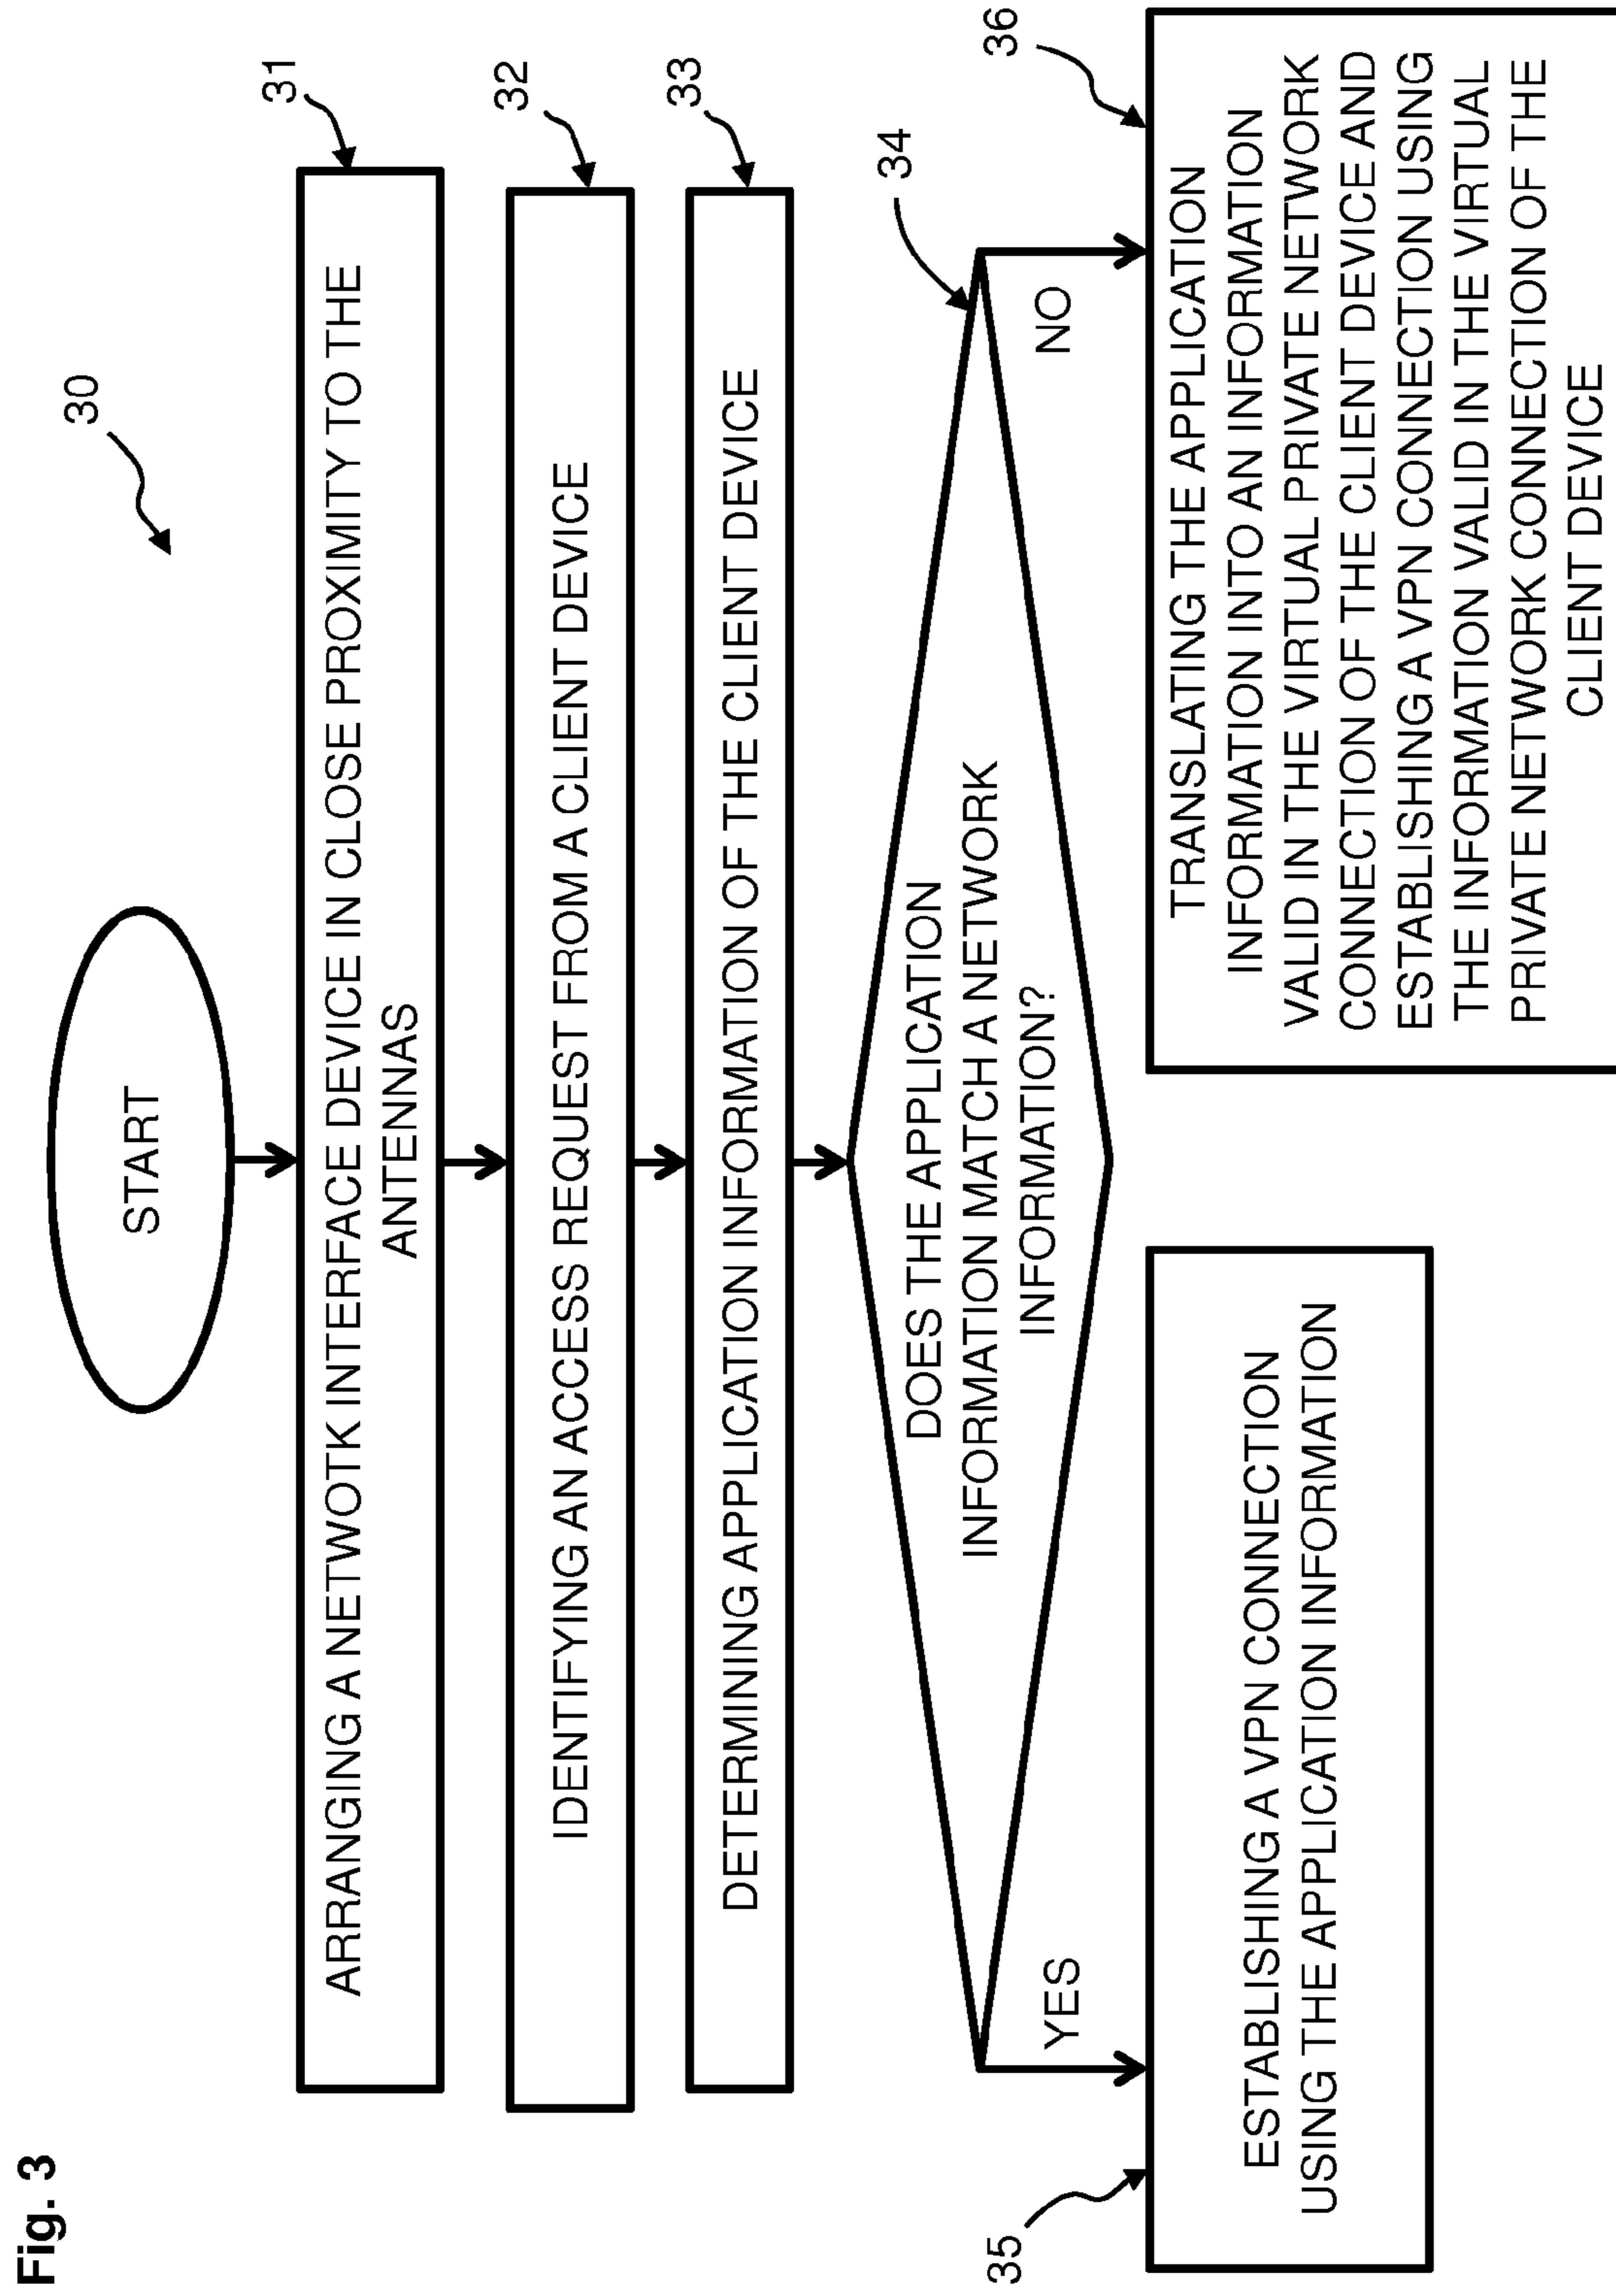 Fig. 3
30
START
31
ARRANGING A NETWOTK INTERFACE DEVICE IN CLOSE PROXIMITY TO THE
ANTENNAS
32
IDENTIFYING AN ACCESS REQUEST FROM A CLIENT DEVICE
33
DETERMINING APPLICATION INFORMATION OF THE CLIENT DEVICE
34
DOES THE APPLICATION
INFORMATION MATCH A NETWORK
INFORMATION?
YES
NO
35
ESTABLISHING A VPN CONNECTION
USING THE APPLICATION INFORMATION
36
TRANSLATING THE APPLICATION
INFORMATION INTO AN INFORMATION
VALID IN THE VIRTUAL PRIVATE NETWORK
CONNECTION OF THE CLIENT DEVICE AND
ESTABLISHING A VPN CONNECTION USING
THE INFORMATION VALID IN THE VIRTUAL
PRIVATE NETWORK CONNECTION OF THE
CLIENT DEVICE